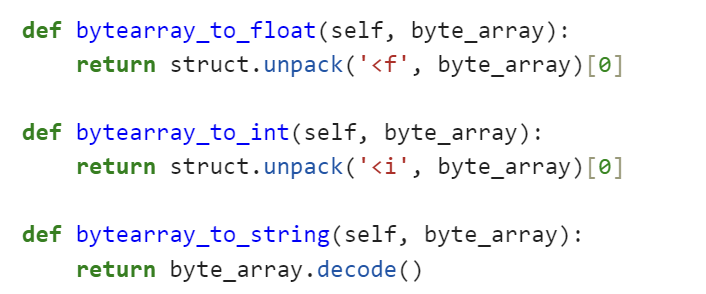 def bytearray_to_float(self, byte_array):
    return struct.unpack('<f', byte_array)[0]
def bytearray_to_int(self, byte_array):
    return struct.unpack('<i', byte_array)[0]
def bytearray_to_string(self, byte_array):
    return byte_array.decode()